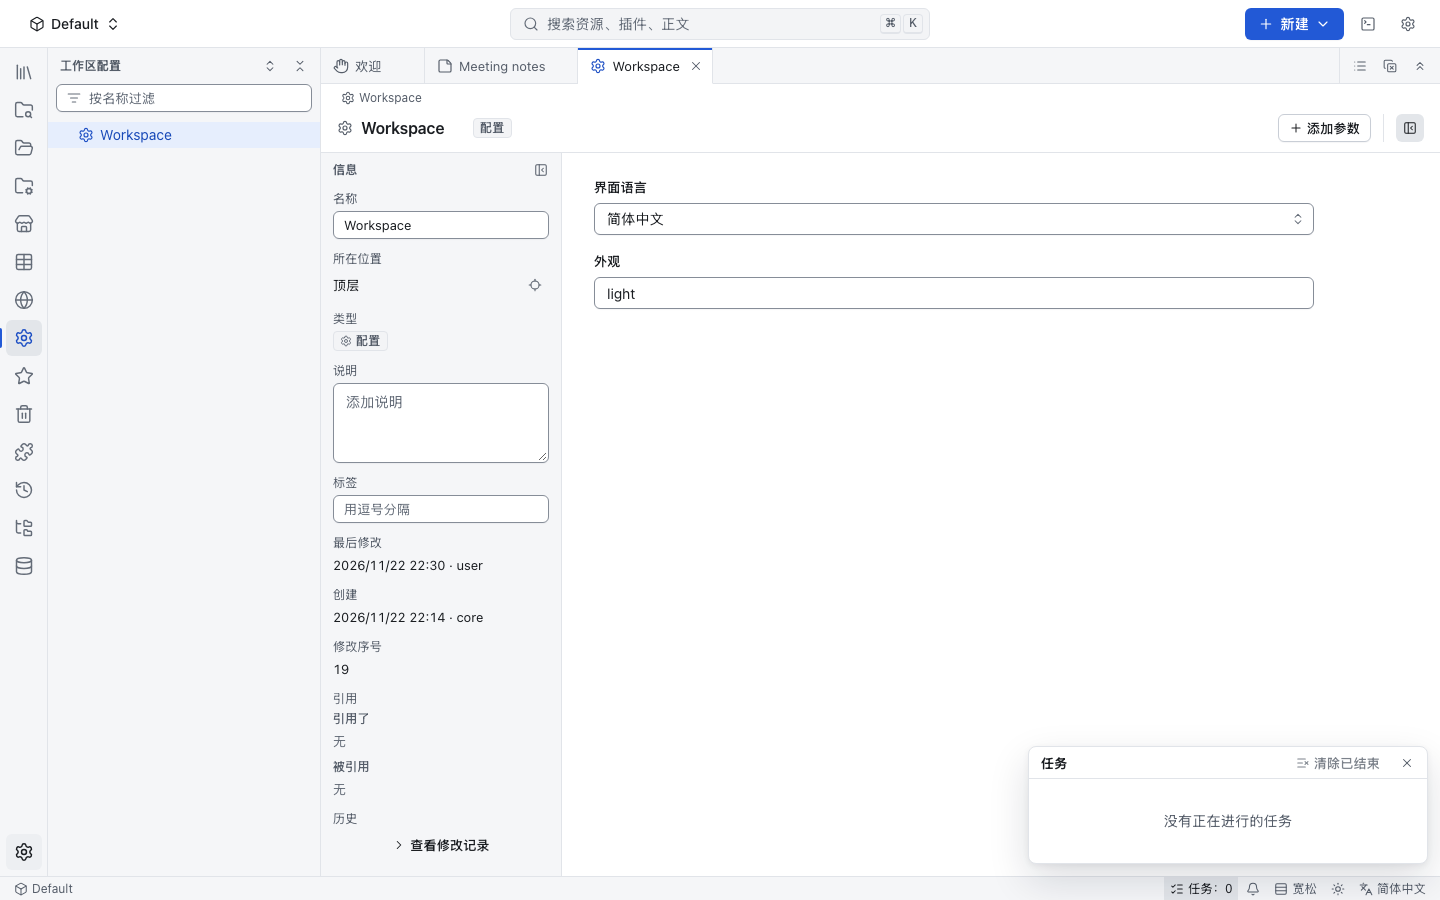 Default
搜索资源、插件、正文
⌘ K
新建
工作区配置
按名称过滤
Workspace
欢迎
Meeting notes
Workspace
Workspace
Workspace
配置
添加参数
信息
名称
Workspace
所在位置
顶层
类型
配置
说明
添加说明
标签
用逗号分隔
最后修改
2026/11/22 22:30 · user
创建
2026/11/22 22:14 · core
修改序号
19
引用
引用了
无
被引用
无
历史
查看修改记录
界面语言
简体中文
外观
light
任务
清除已结束
没有正在进行的任务
Default
任务：0
宽松
简体中文